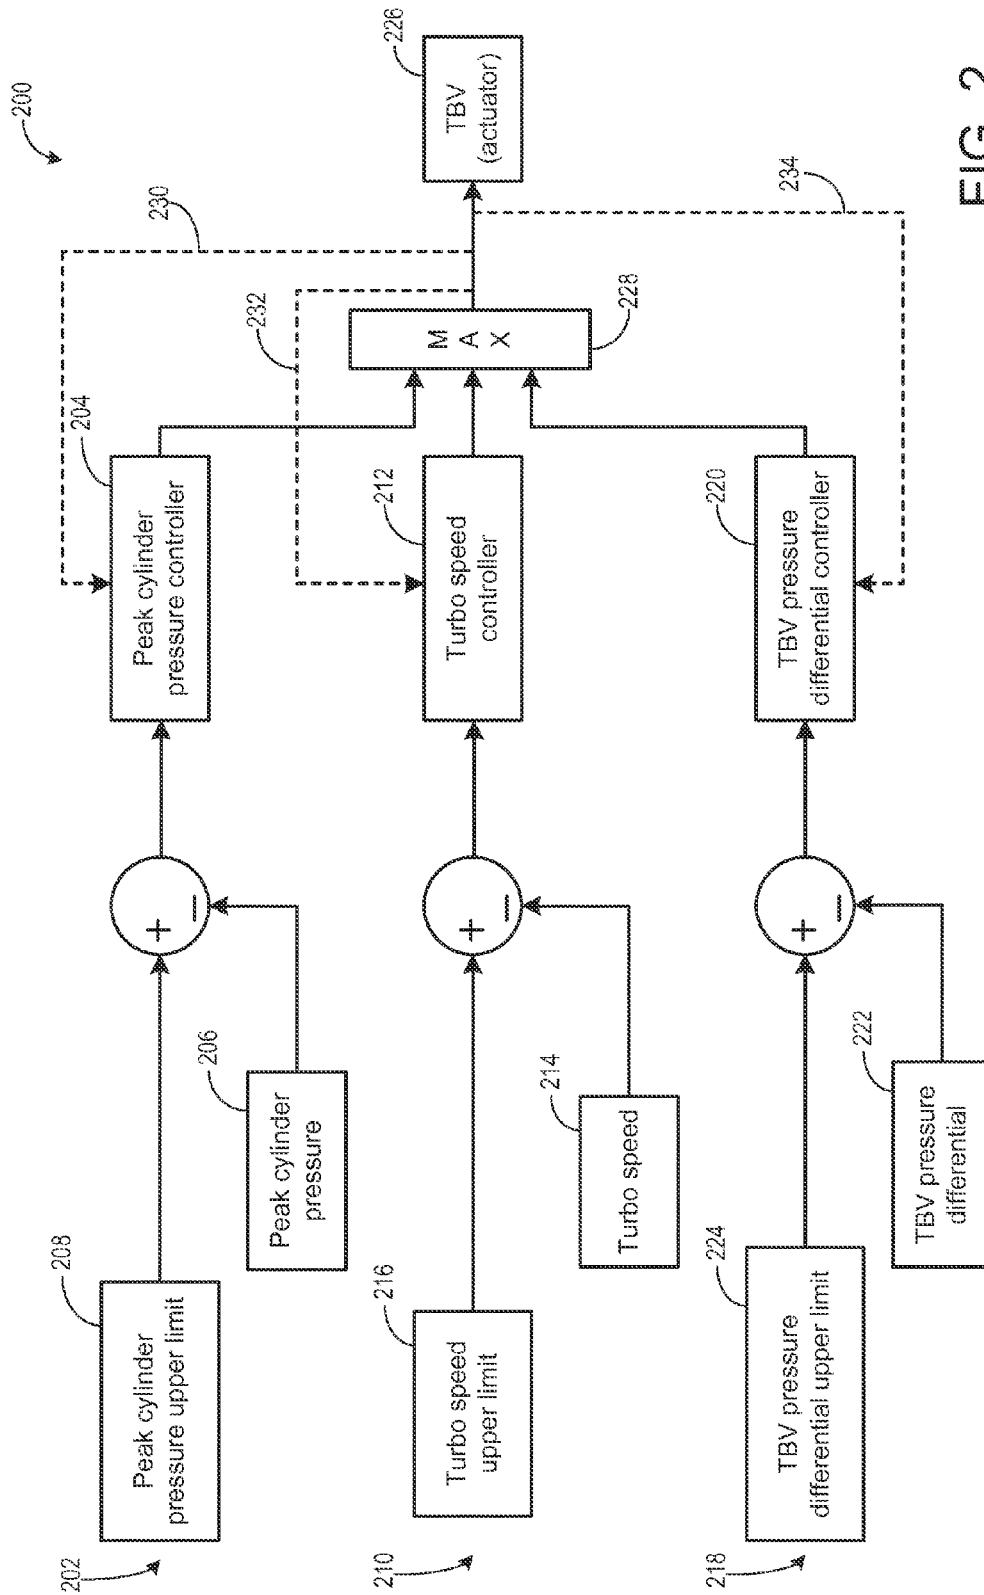 200
202
208
Peak cylinder
pressure upper limit
206
Peak cylinder
pressure
+
−
204
Peak cylinder
pressure controller
230
210
216
Turbo speed
upper limit
214
Turbo speed
+
−
212
Turbo speed
controller
232
M
A
X
228
226
TBV
(actuator)
218
224
TBV pressure
differential upper limit
222
TBV pressure
differential
+
−
220
TBV pressure
differential controller
234
FIG. 2